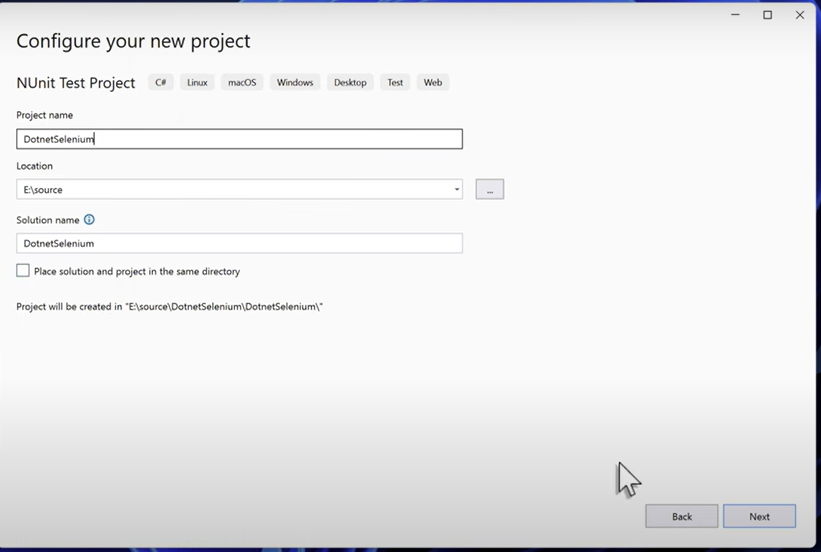 Configure your new project
NUnit Test Project C# Linux macOS Windows Desktop Test Web
Project name
DotnetSelenium
Location
E:\source
...
Solution name
DotnetSelenium
Place solution and project in the same directory
Project will be created in "E:\source\DotnetSelenium\DotnetSelenium\"
Back Next